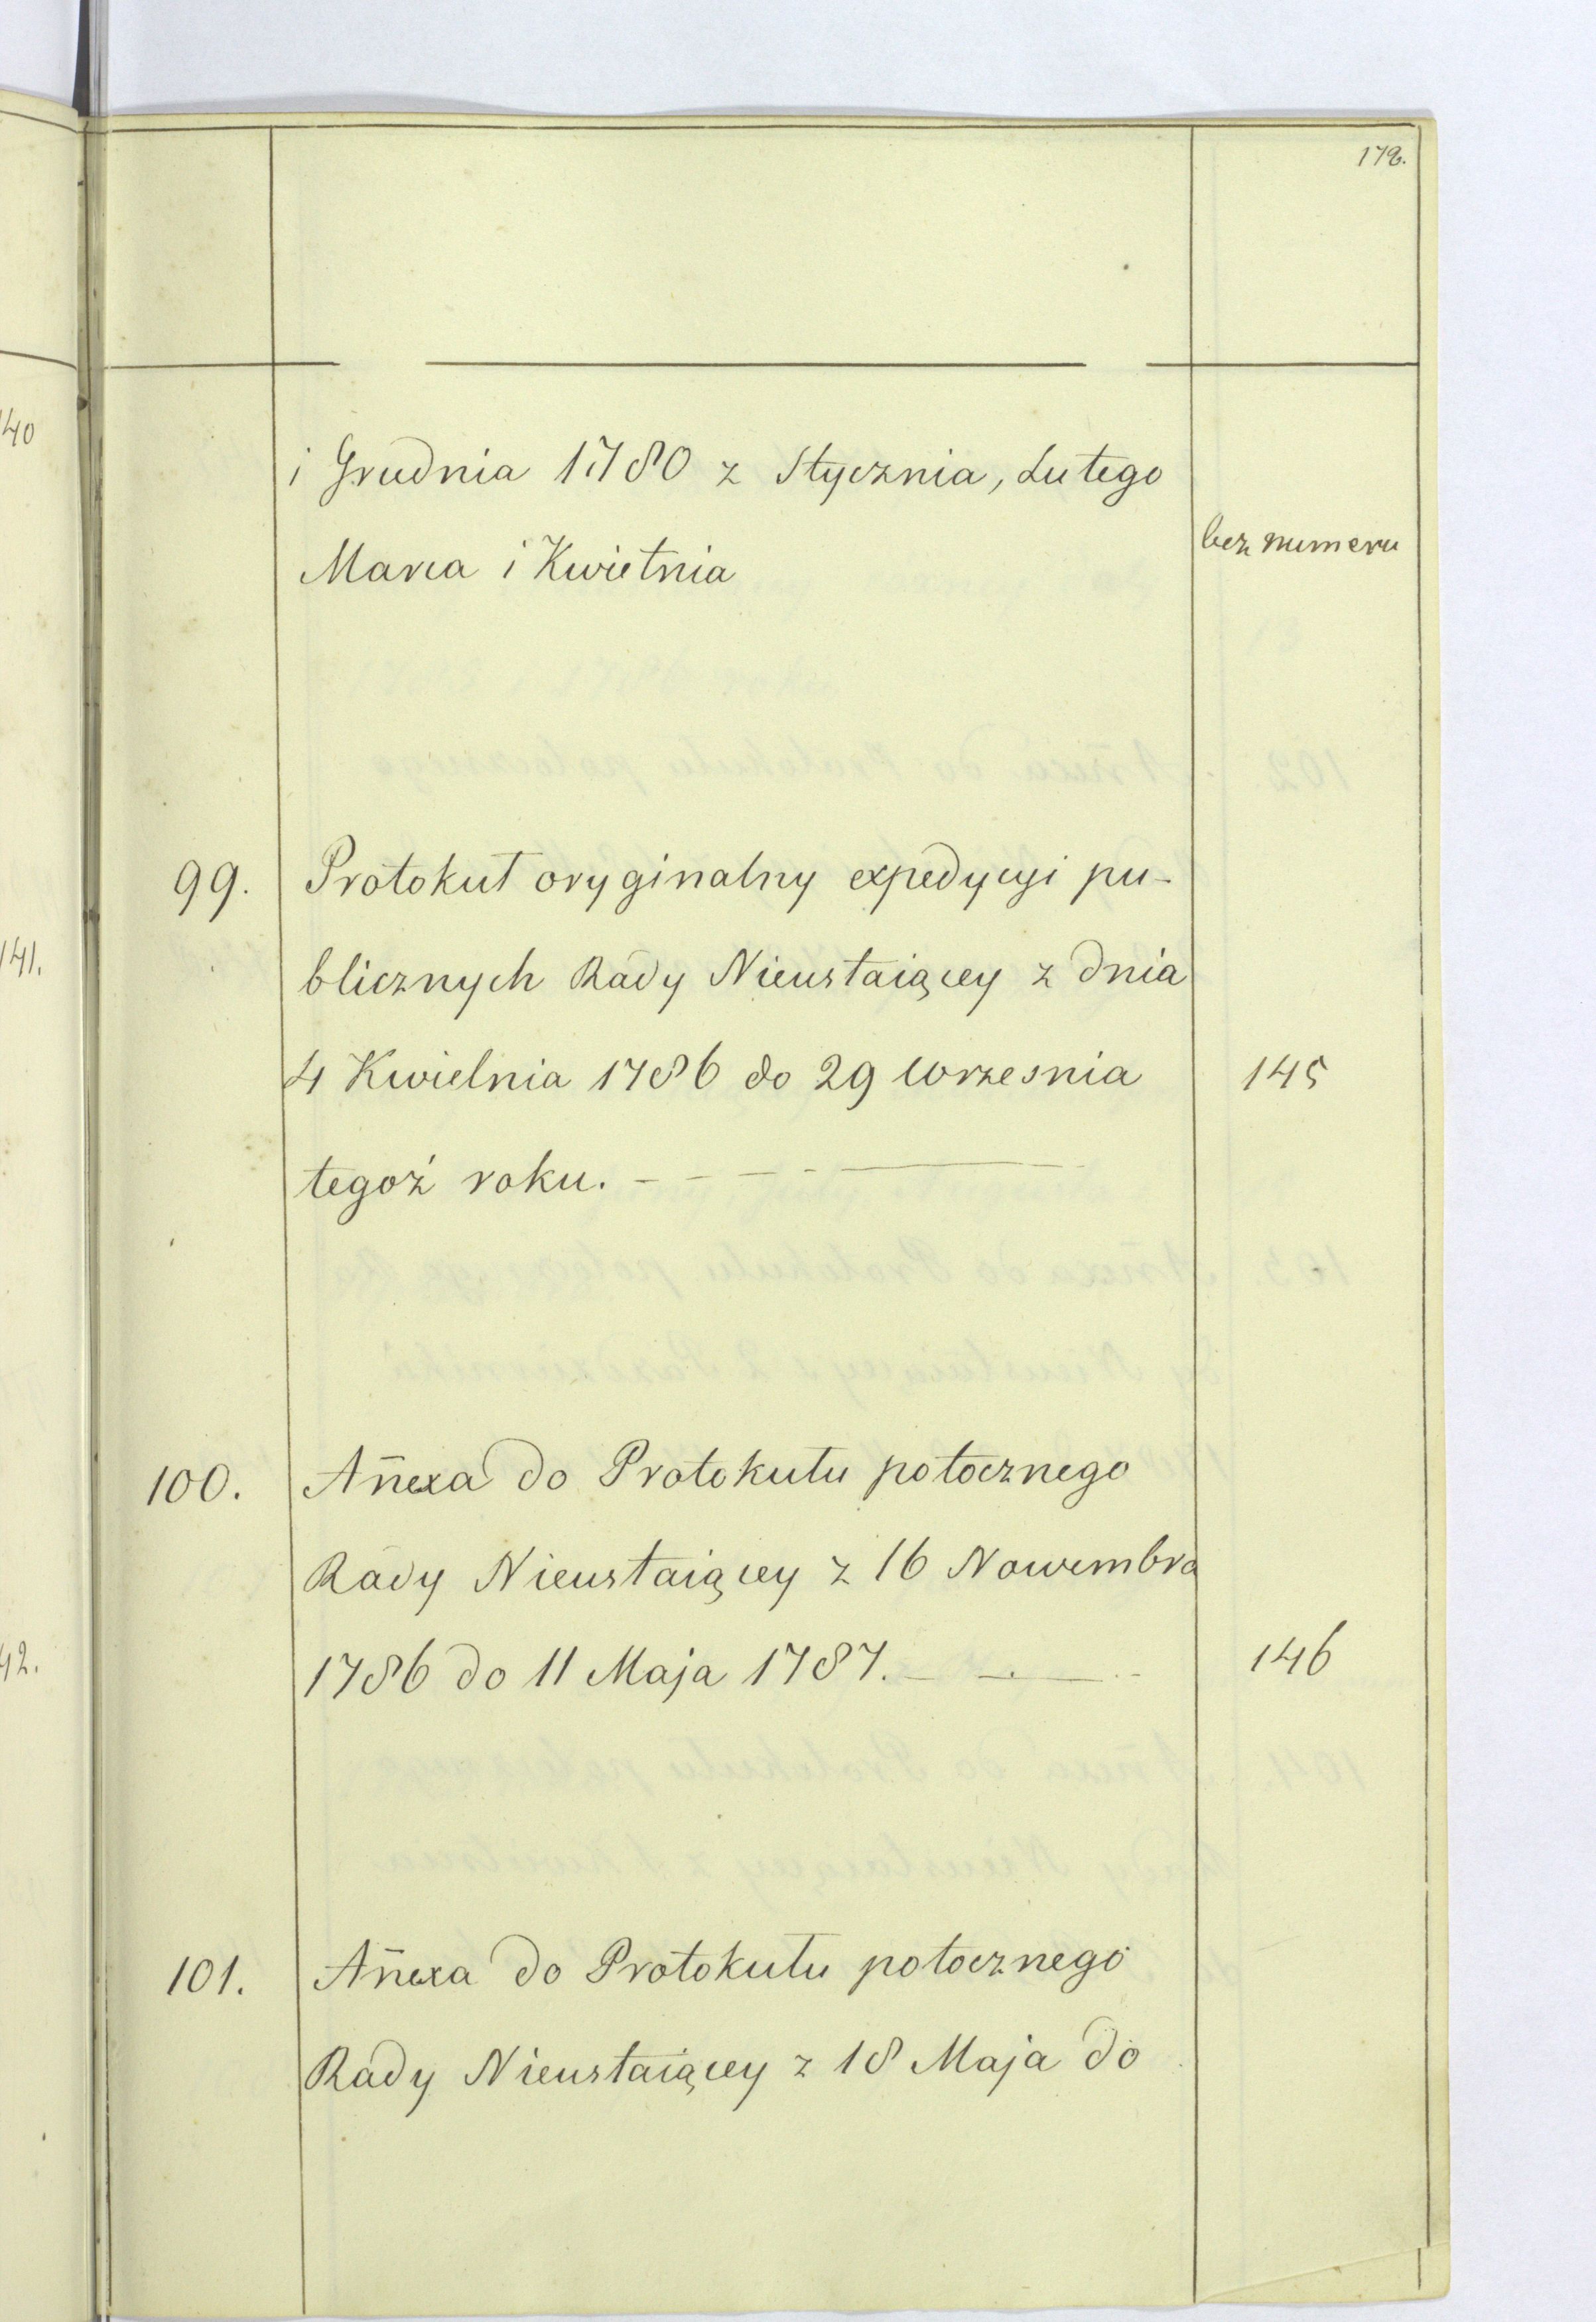 178.
i Grudnia 1780 z Stycznia, Lutego
Marca i Kwietnia
bez numeru
99. Protokuł oryginalny expedycyi pu-
blicznych Rady Nieustaiącey z dnia
4 Kwietnia 1786 do 29 Wrzesnia 145
tegoż roku. - - - -
100. Añexa do Protokułu potocznego
Rady Nieustaiącey z 16 Nowembra
1786 do 11 Maja 1787. - - - 146
101. Añexa do Protokułu potocznego
Rady Nieustaiącey z 18 Maja do
140
141.
42.